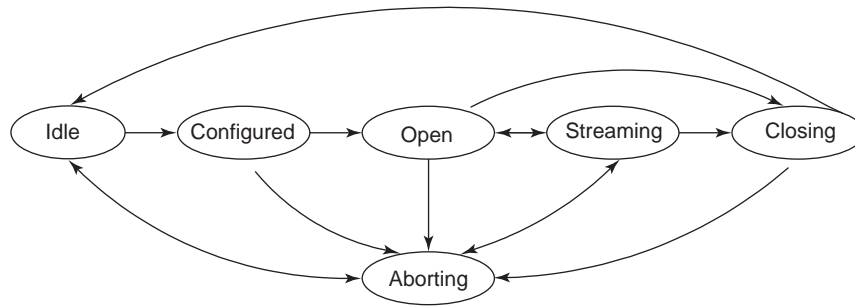 Idle
Configured
Open
Streaming
Closing
Aborting